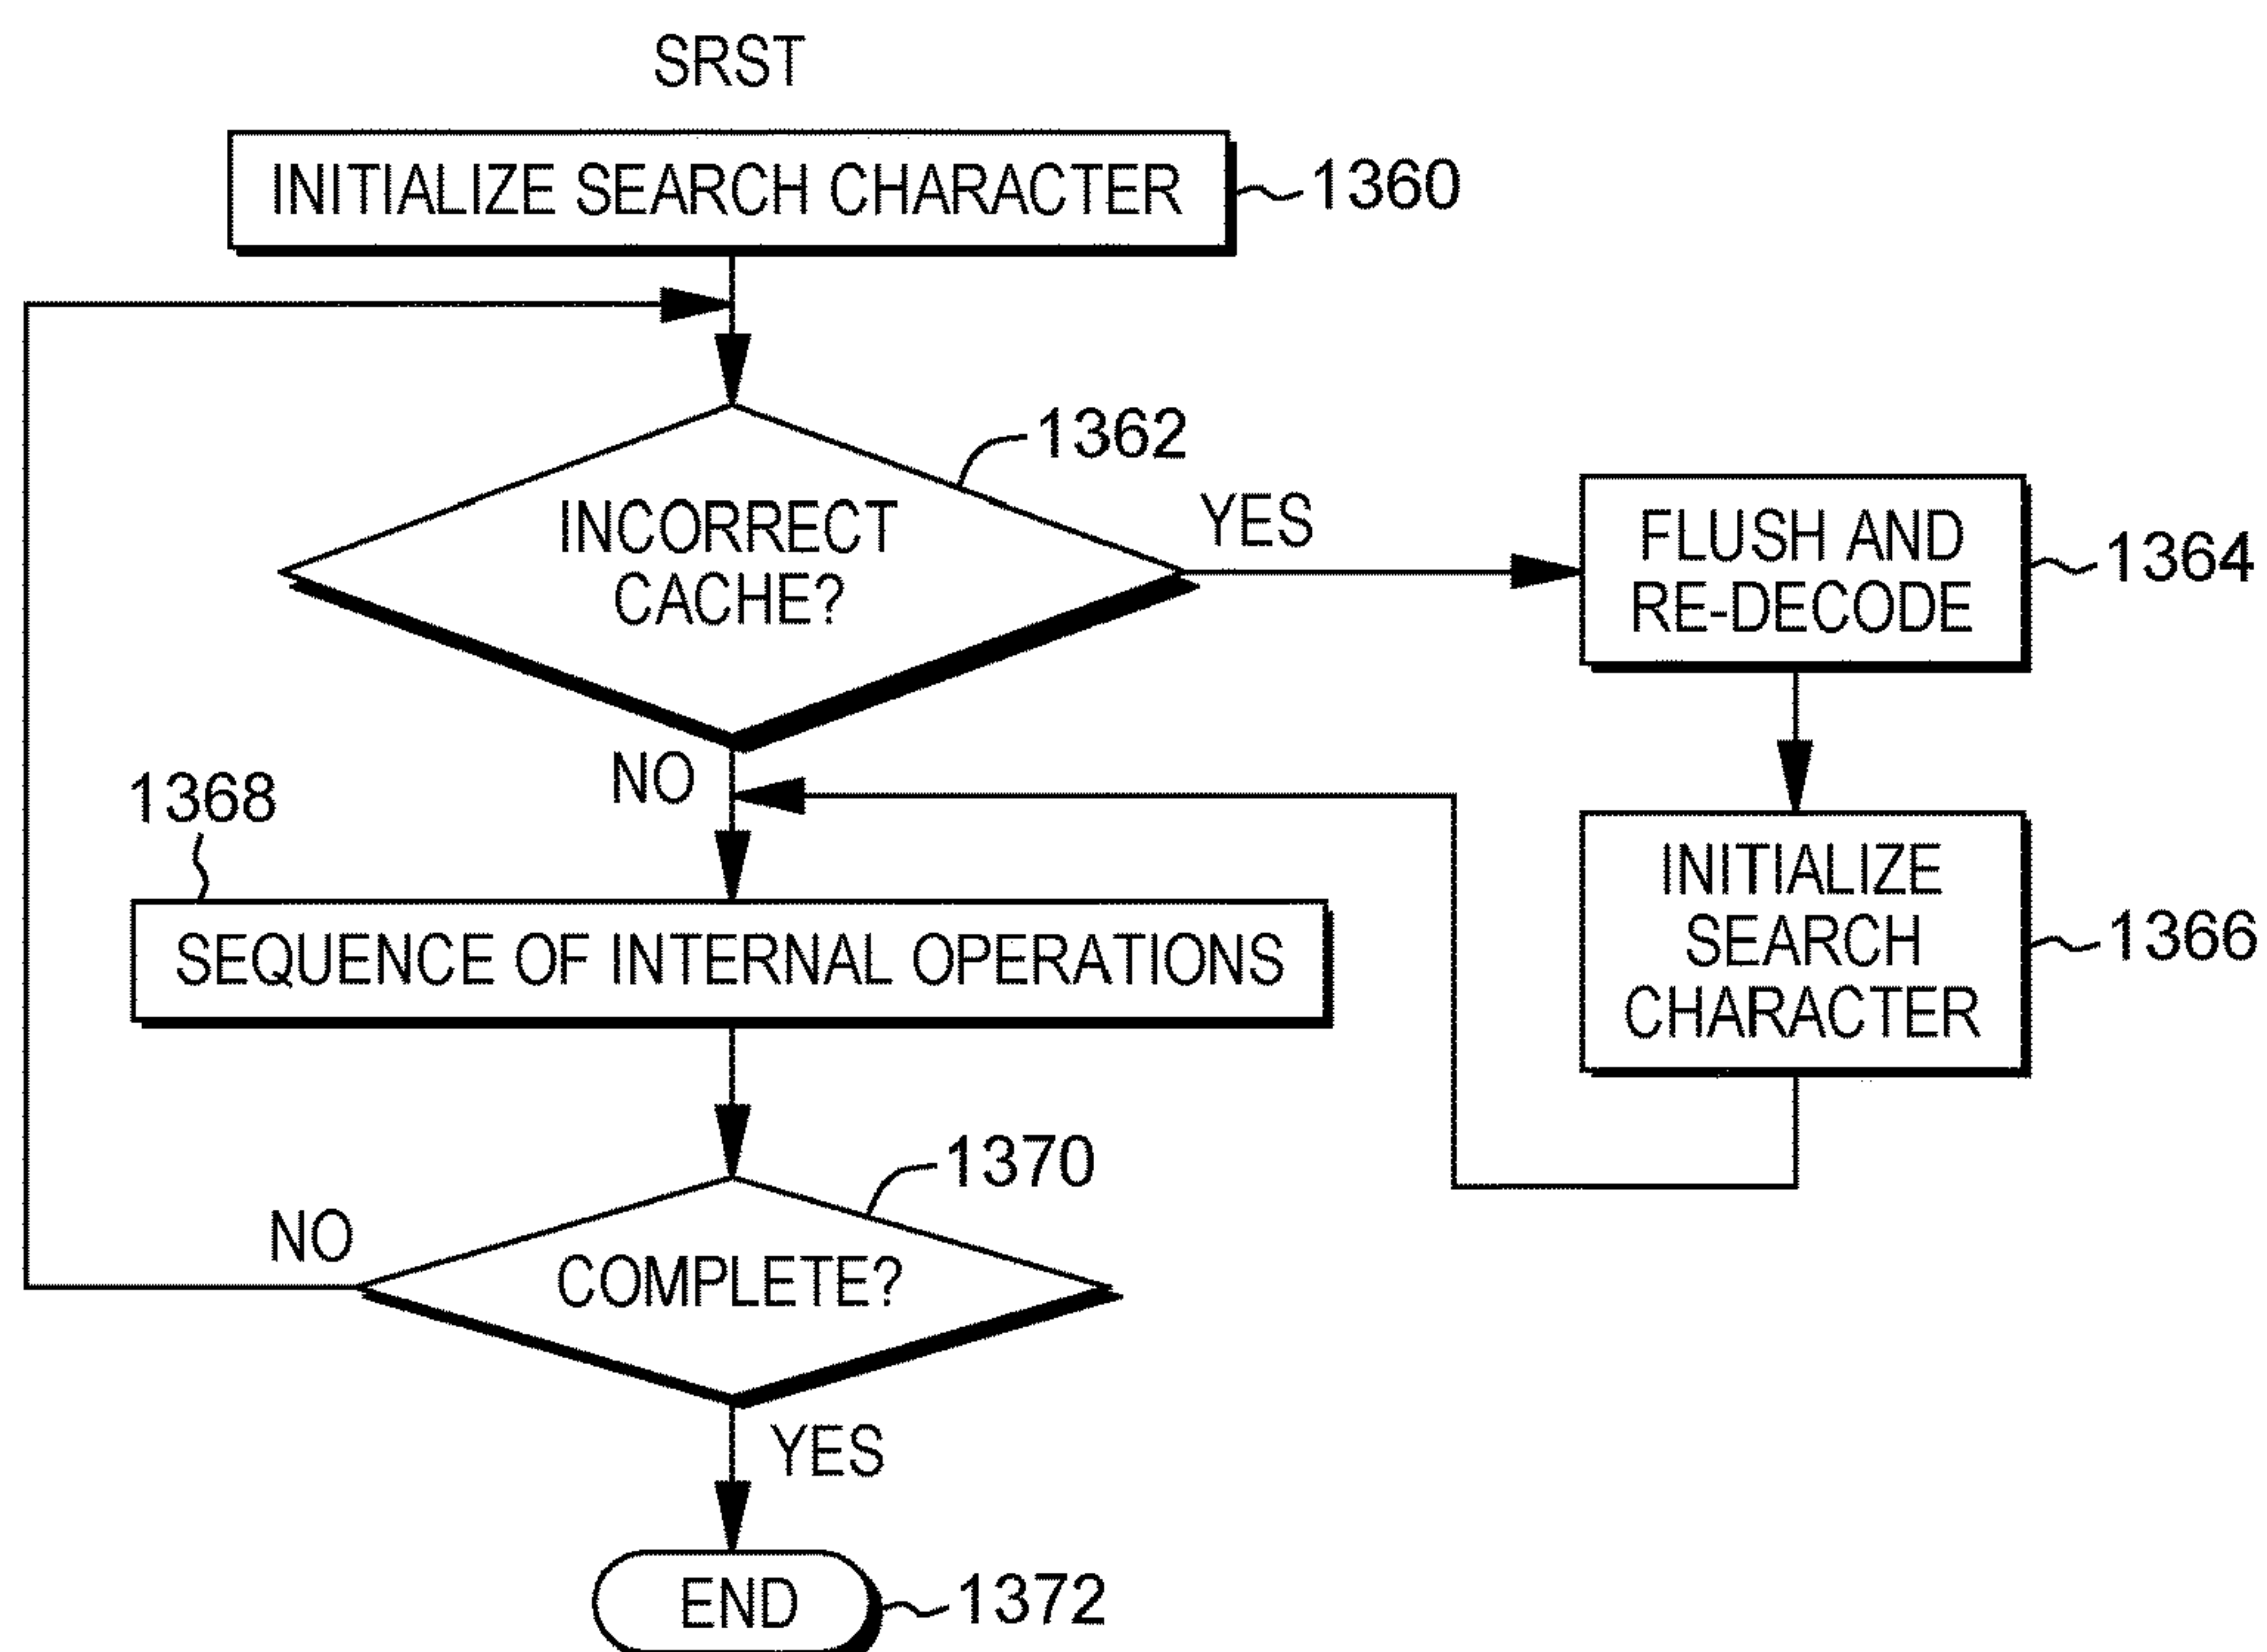 SRST
INITIALIZE SEARCH CHARACTER
1360
1362
INCORRECT
CACHE?
YES
FLUSH AND
RE-DECODE
1364
NO
INITIALIZE
SEARCH
CHARACTER
1366
1368
SEQUENCE OF INTERNAL OPERATIONS
1370
NO
COMPLETE?
YES
END
1372